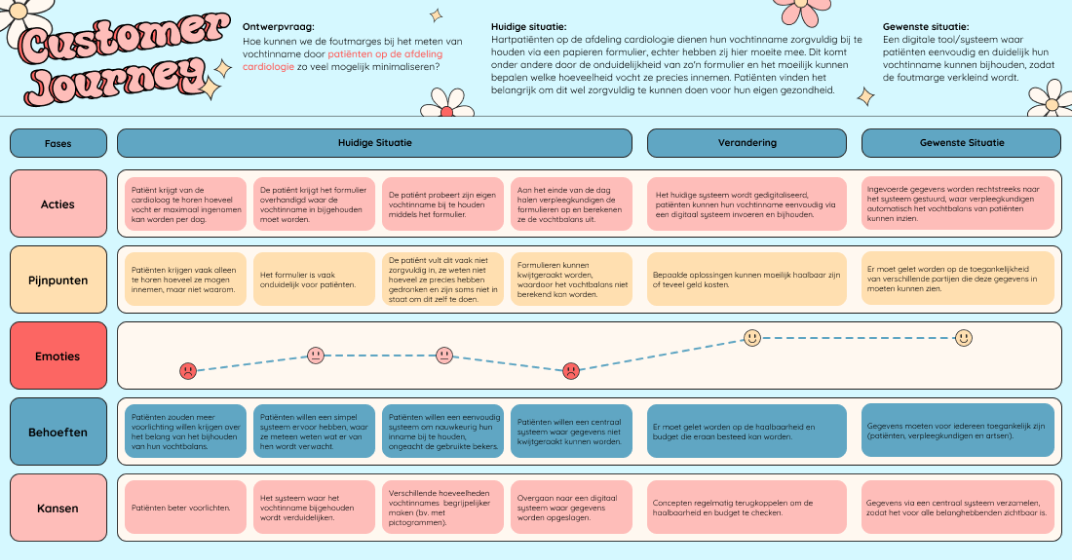 Customer
Journey
Ontwerpvraag:
Hoe kunnen we de foutmarges bij het meten van
vochtinname door patiënten op de afdeling
cardiologie zo veel mogelijk minimaliseren?
Huidige situatie:
Hartpatiënten op de afdeling cardiologie dienen hun vochtinname zorgvuldig bij te
houden via een papieren formulier, echter hebben zij hier moeite mee. Dit komt
onder andere door de onduidelijkheid van zo'n formulier en het moeilijk kunnen
bepalen welke hoeveelheid vocht ze precies innemen. Patiënten vinden het
belangrijk om dit wel zorgvuldig te kunnen doen voor hun eigen gezondheid.
Gewenste situatie:
Een digitale tool/systeem waar
patiënten eenvoudig en duidelijk hun
vochtinname kunnen bijhouden, zodat
de foutmarge verkleind wordt.
Fases
Huidige Situatie
Verandering
Gewenste Situatie
Acties
Patiënt krijgt van de
cardioloog te horen hoeveel
vocht er maximaal ingenomen
kan worden per dag.
De patiënt krijgt het formulier
overhandigd waar de
vochtinname in bijgehouden
moet worden.
De patiënt probeert zijn eigen
vochtinname bij te houden
middels het formulier.
Aan het einde van de dag
halen verpleegkundigen de
formulieren op en berekenen
ze de vochtbalans uit.
Het huidige systeem wordt gedigitaliseerd,
patiënten kunnen hun vochtinname eenvoudig via
een digitaal systeem invoeren en bijhouden.
Ingevoerde gegevens worden rechtstreeks naar
het systeem gestuurd, waar verpleegkundigen
automatisch het vochtbalans van patiënten
kunnen inzien.
Pijnpunten
Patiënten krijgen vaak alleen
te horen hoeveel ze mogen
innemen, maar niet waarom.
Het formulier is vaak
onduidelijk voor patiënten.
De patiënt vult dit vaak niet
zorgvuldig in, ze weten niet
hoeveel ze precies hebben
gedronken en zijn soms niet in
staat om dit zelf te doen.
Formulieren kunnen
kwijtgeraakt worden,
waardoor het vochtbalans niet
berekend kan worden.
Bepaalde oplossingen kunnen moeilijk haalbaar zijn
of teveel geld kosten.
Er moet gelet worden op de toegankelijkheid
van verschillende partijen die deze gegevens in
moeten kunnen zien.
Emoties
Behoeften
Patiënten zouden meer
voorlichting willen krijgen over
het belang van het bijhouden
van hun vochtbalans.
Patiënten willen een simpel
systeem ervoor hebben, waar
ze meteen weten wat er van
hen wordt verwacht.
Patiënten willen een eenvoudig
systeem om nauwkeurig hun
inname bij te houden,
ongeacht de gebruikte bekers.
Patiënten willen een centraal
systeem waar gegevens niet
kwijtgeraakt kunnen worden.
Er moet gelet worden op de haalbaarheid en
budget die eraan besteed kan worden.
Gegevens moeten voor iedereen toegankelijk zijn
(patiënten, verpleegkundigen en artsen).
Kansen
Patiënten beter voorlichten.
Het systeem waar het
vochtinname bijgehouden
wordt verduidelijken.
Verschillende hoeveelheden
vochtinnames begrijpelijker
maken (bv. met
pictogrammen).
Overgaan naar een digitaal
systeem waar gegevens
worden opgeslagen.
Concepten regelmatig terugkoppelen om de
haalbaarheid en budget te checken.
Gegevens via een centraal systeem verzamelen,
zodat het voor alle belanghebbenden zichtbaar is.